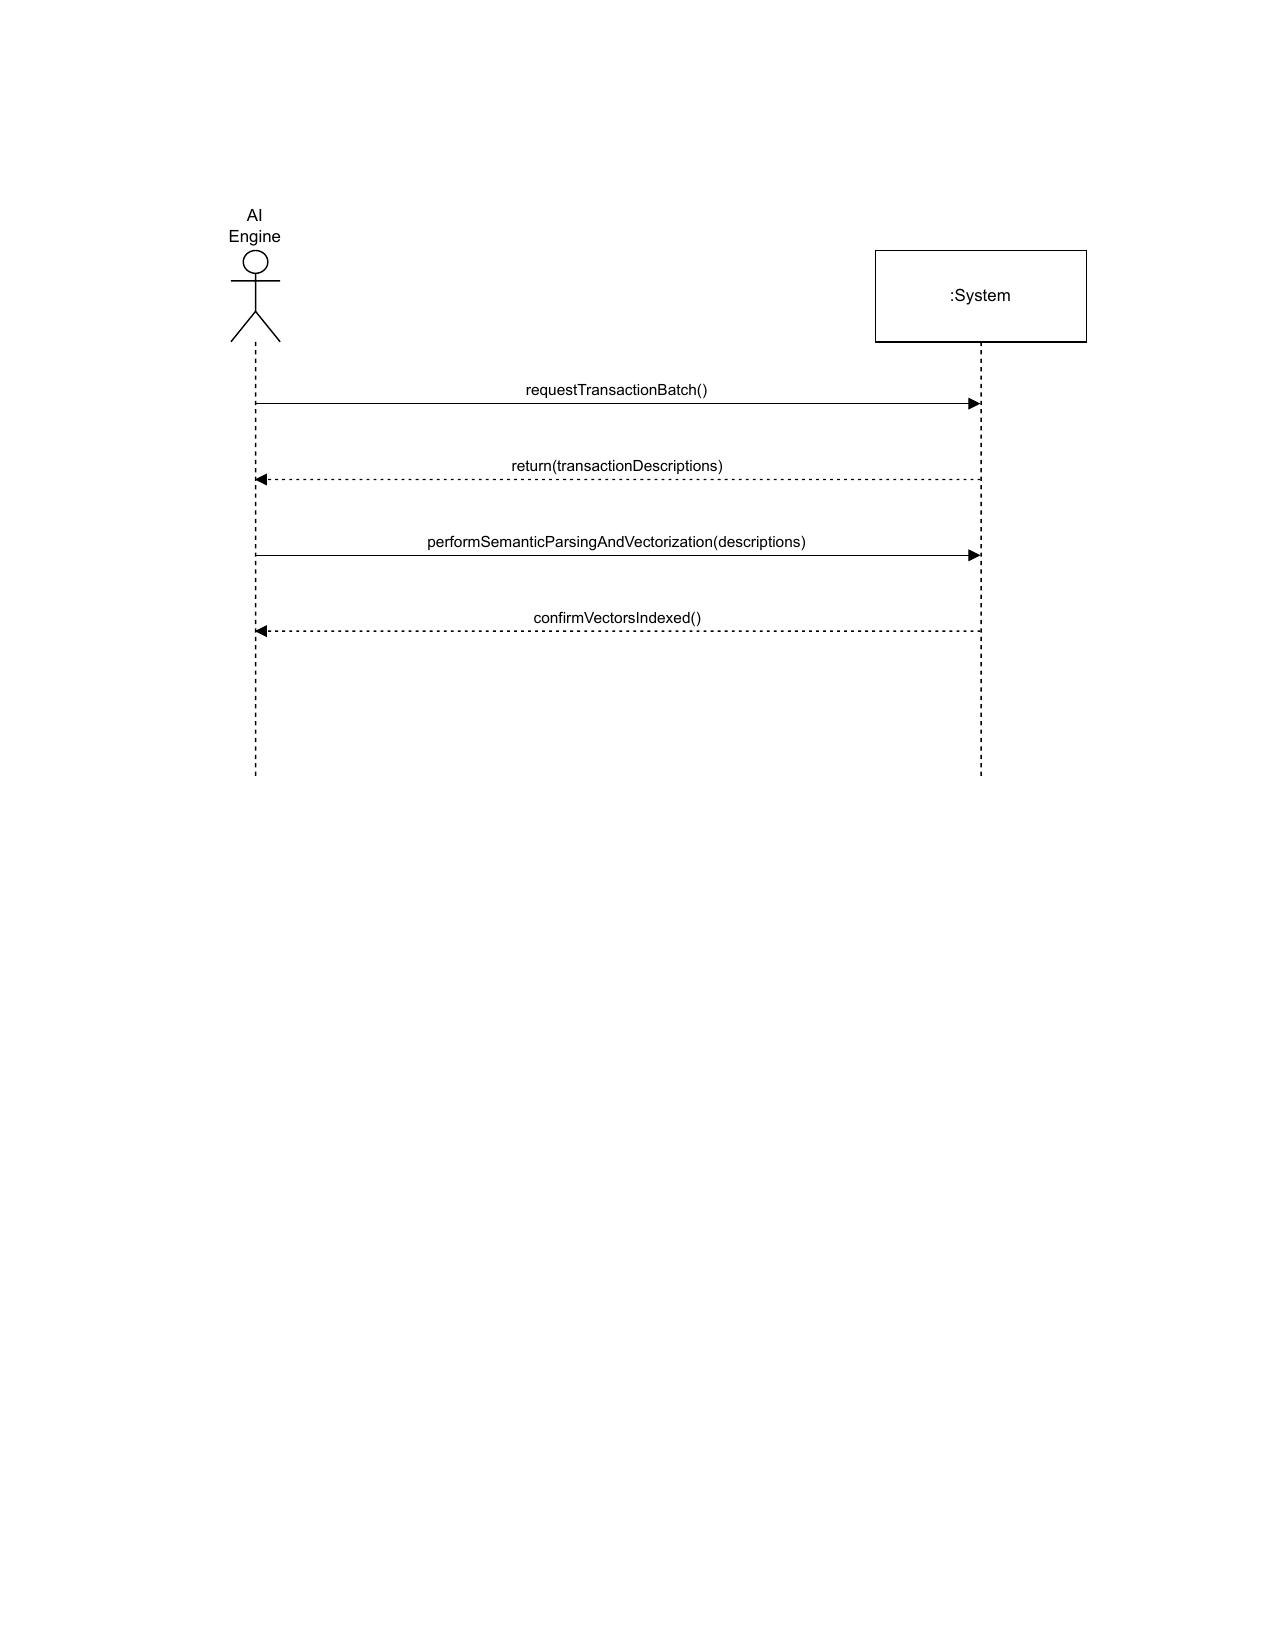 AI
Engine
:System
requestTransactionBatch()
return(transactionDescriptions)
performSemanticParsingAndVectorization(descriptions)
confirmVectorsIndexed()